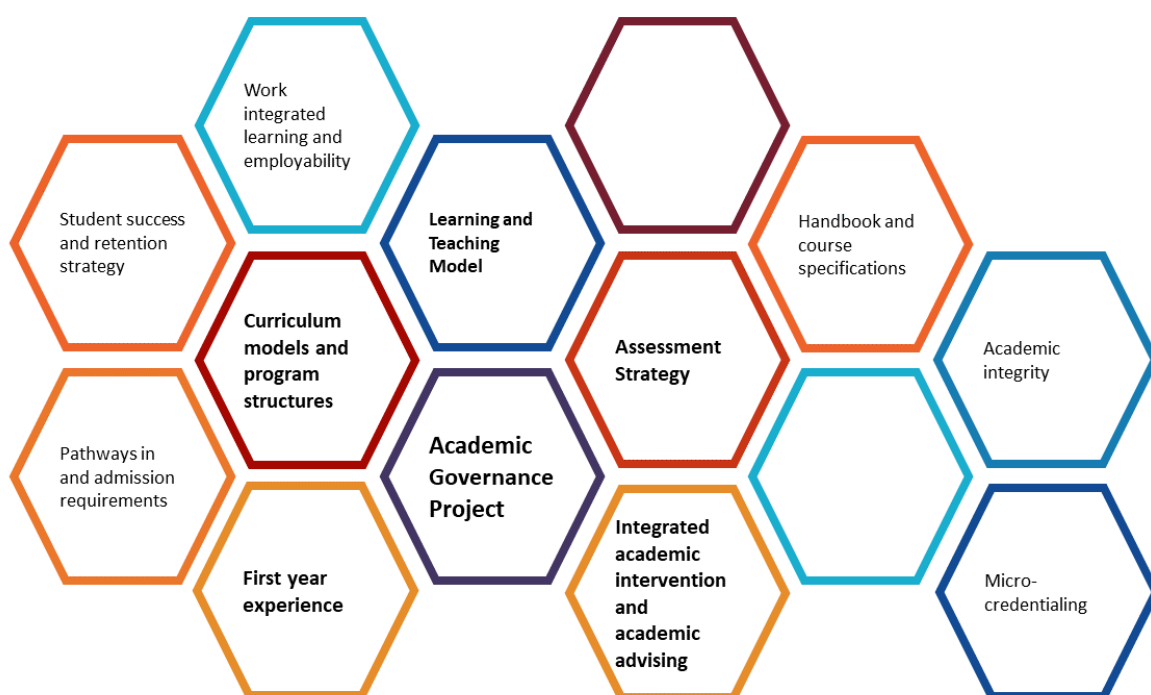 Work
integrated
learning and
employability
Student success
and retention
strategy
Learning and
Teaching
Model
Handbook and
course
specifications
Curriculum
models and
program
structures
Assessment
Strategy
Academic
integrity
Pathways in
and admission
requirements
Academic
Governance
Project
First year
experience
Integrated
academic
intervention
and
academic
advising
Micro-
credentialing